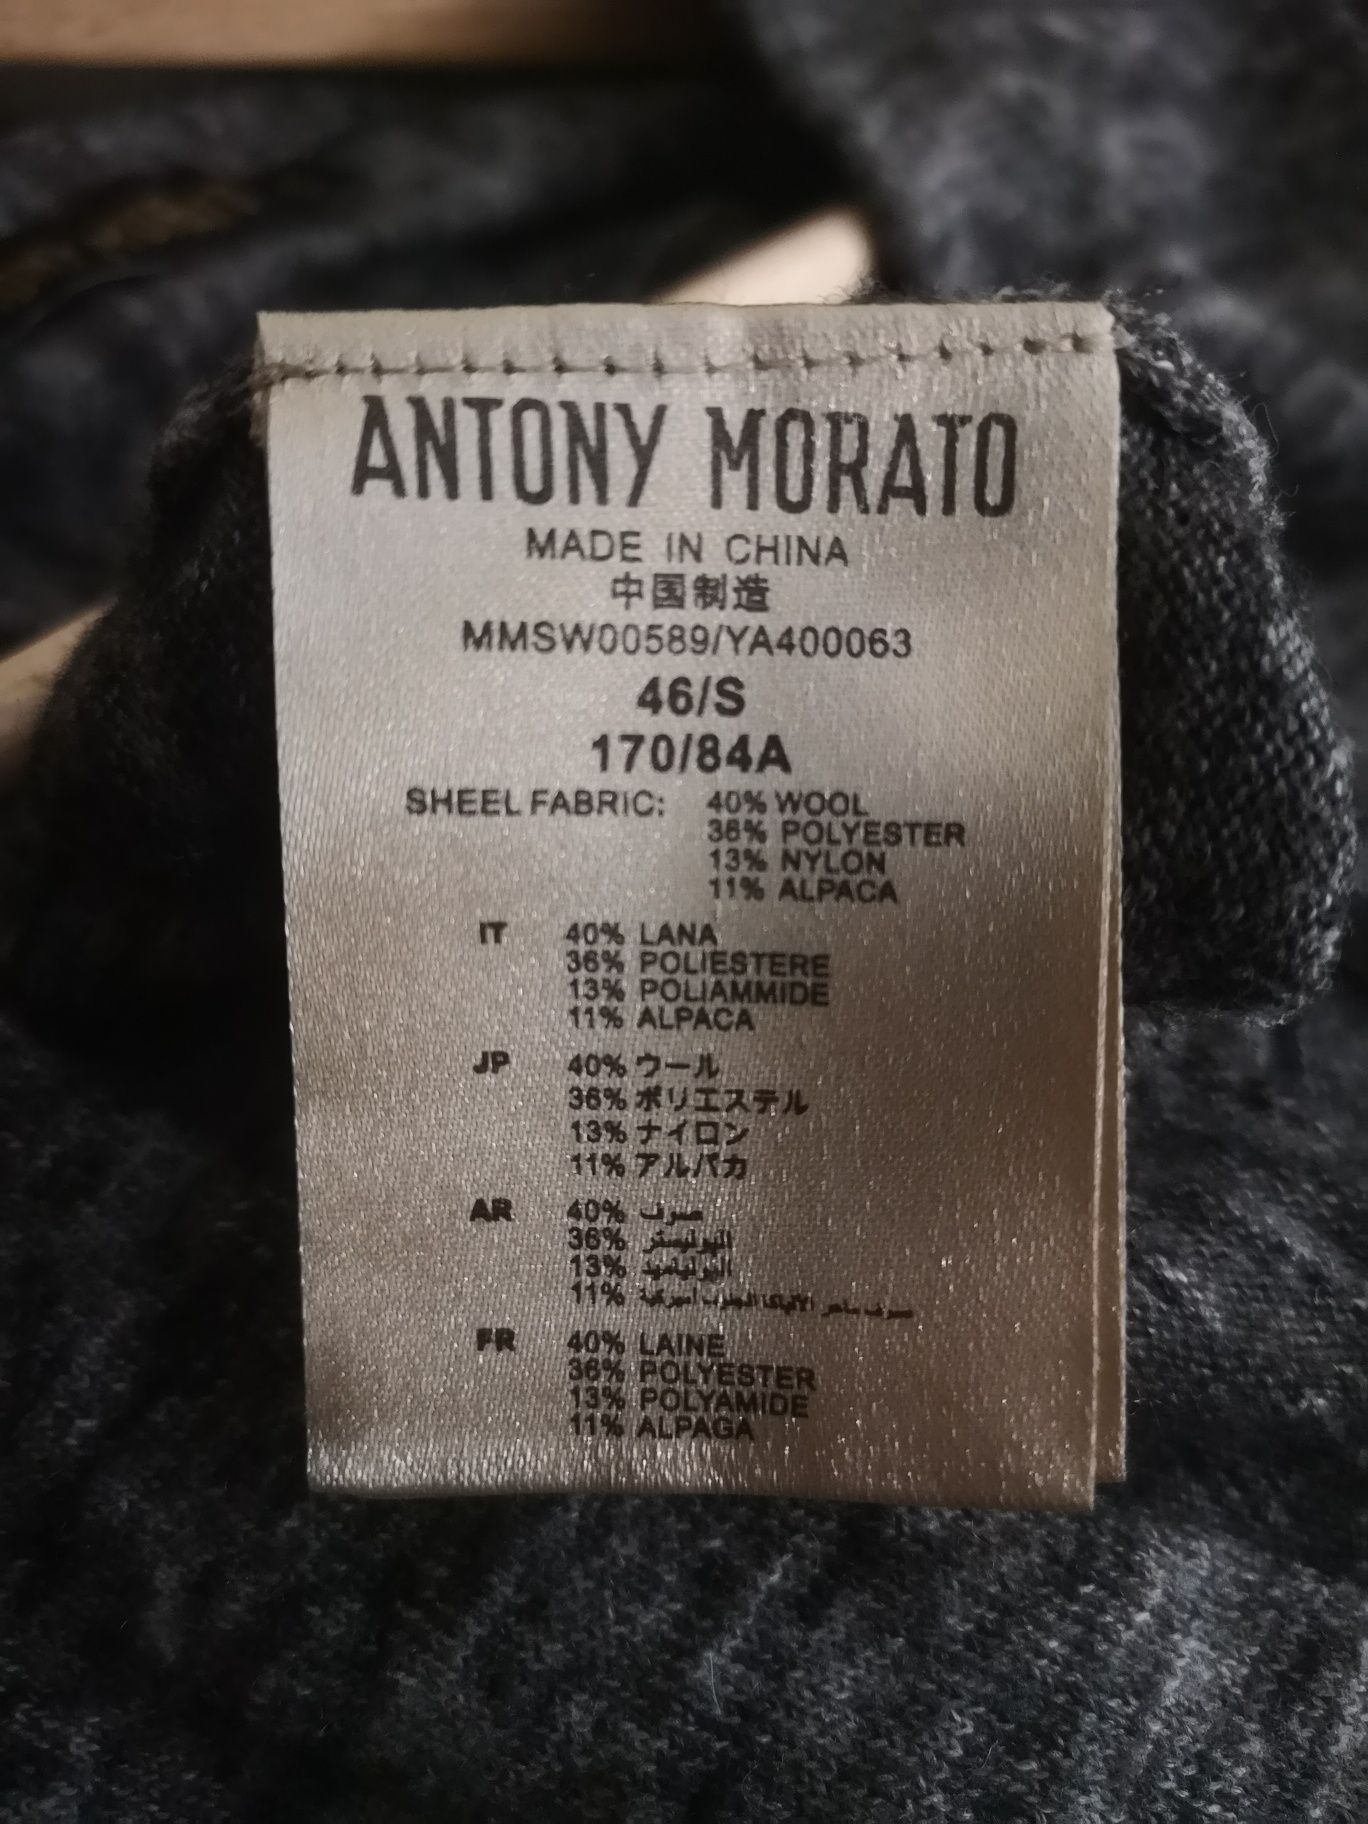 ANTONY MORATO
MADE IN CHINA
中国制造
MMSW00589/YA400063
46/S
170/84A
SHEEL FABRIC: 40% WOOL
36% POLYESTER
13% NYLON
11% ALPACA
IT 40% LANA
36% POLIESTERE
13% POLIAMMIDE
11% ALPACA
JP 40% ウール
36% ポリエステル
13% ナイロン
11% アルパカ
AR 40% صرف
36% البوليستر
13%
11%
FR 40% LAINE
36% POLYESTER
13% POLYAMIDE
11% ALPAGA